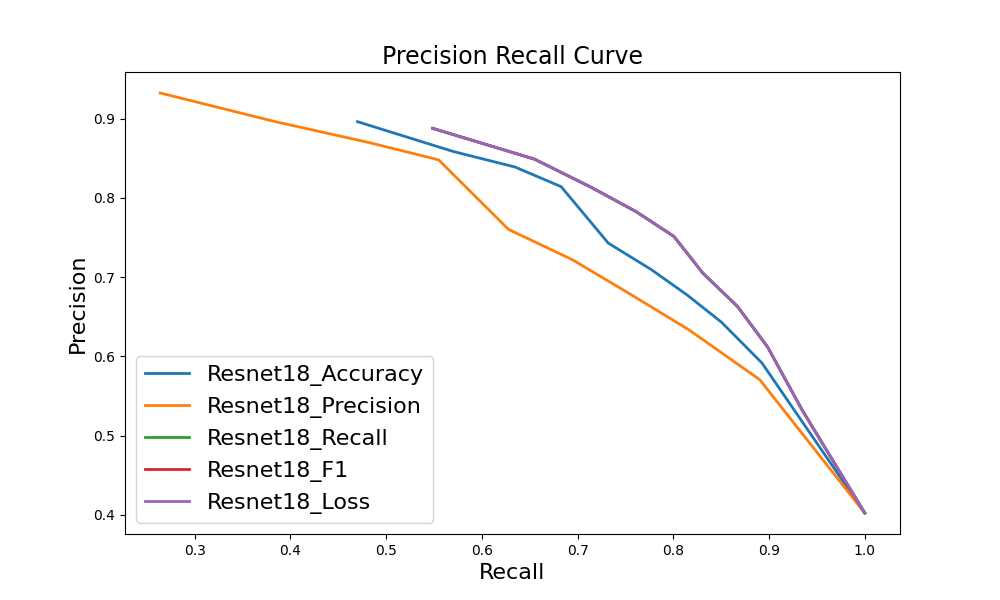 Precision Recall Curve
Precision
0.9
0.8
0.7
0.6
0.5
0.4
Resnet18_Accuracy
Resnet18_Precision
Resnet18_Recall
Resnet18_F1
Resnet18_Loss
0.3 0.4 0.5 0.6 0.7 0.8 0.9 1.0
Recall